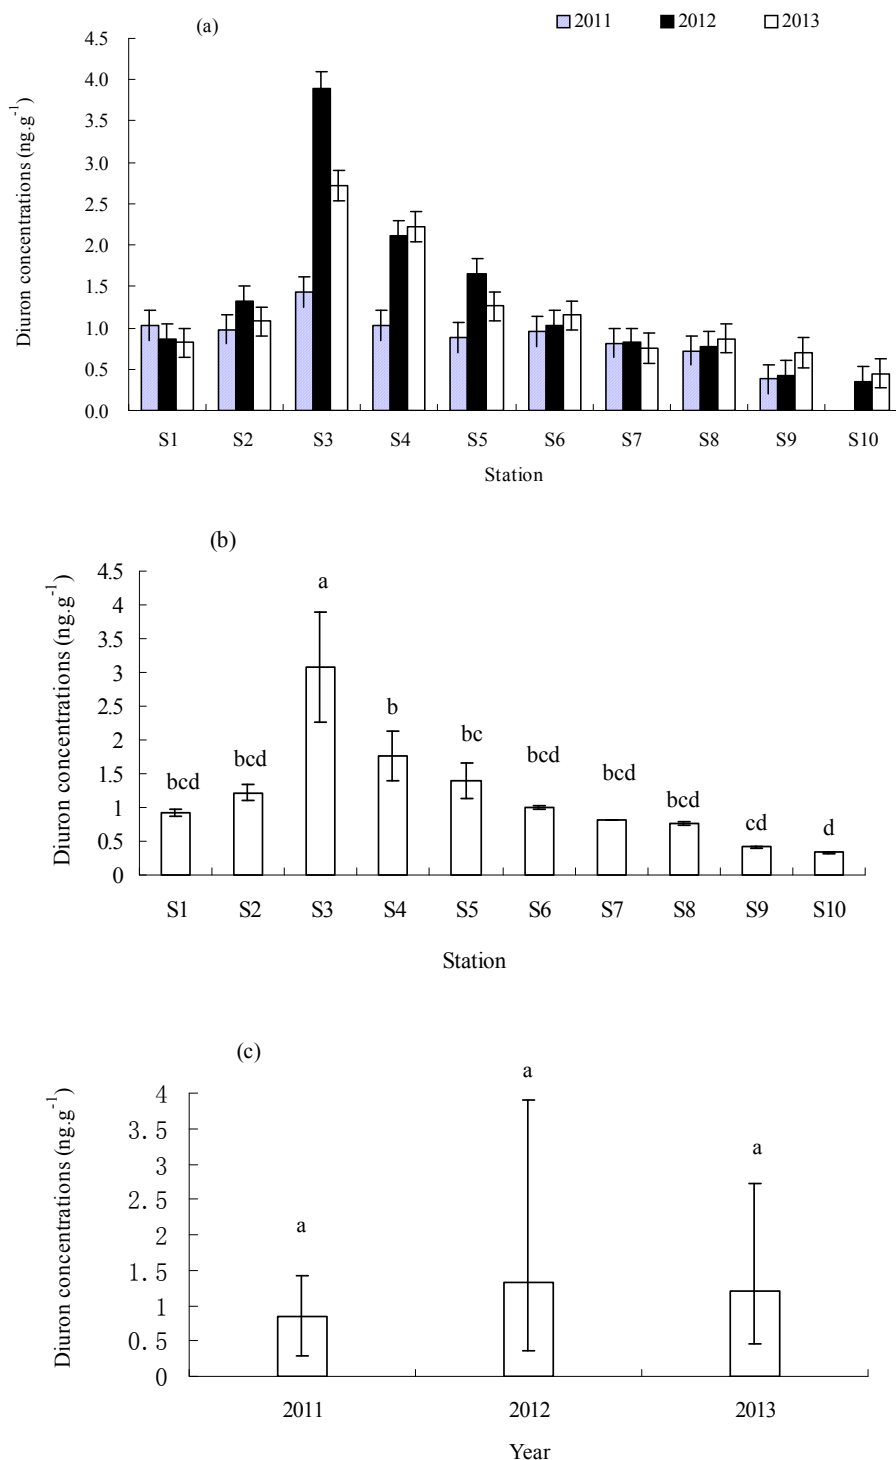 (a)
2011 2012 2013
Diuron concentrations (ng.g-1)
4.5
4.0
3.5
3.0
2.5
2.0
1.5
1.0
0.5
0.0
S1 S2 S3 S4 S5 S6 S7 S8 S9 S10
Station
(b)
Diuron concentrations (ng.g-1)
4.5
4
3.5
3
2.5
2
1.5
1
0.5
0
bcd bcd a b bc bcd bcd bcd cd d
S1 S2 S3 S4 S5 S6 S7 S8 S9 S10
Station
(c)
Diuron concentrations (ng.g-1)
4
3.5
3
2.5
2
1.5
1
0.5
0
a a a
2011 2012 2013
Year